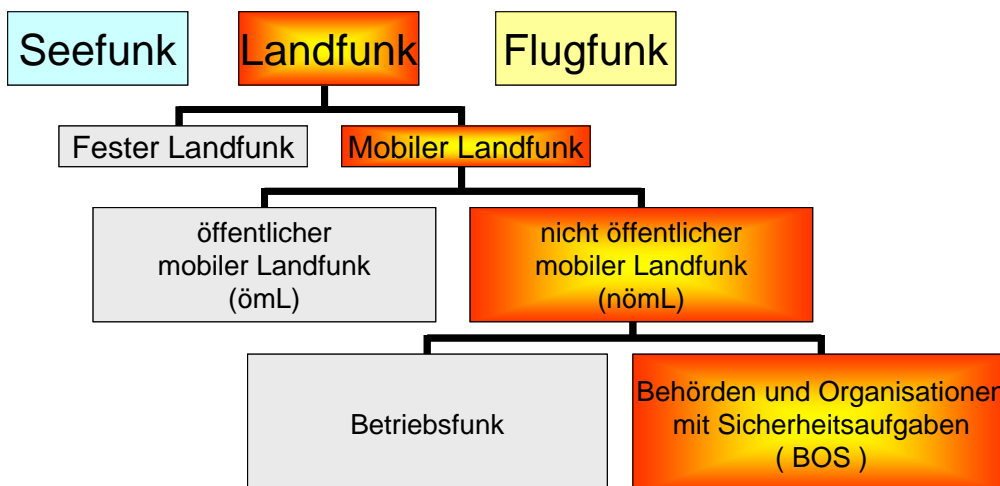 Seefunk
Landfunk
Flugfunk
Fester Landfunk
Mobiler Landfunk
öffentlicher
mobiler Landfunk
(ömL)
nicht öffentlicher
mobiler Landfunk
(nömL)
Betriebsfunk
Behörden und Organisationen
mit Sicherheitsaufgaben
( BOS )